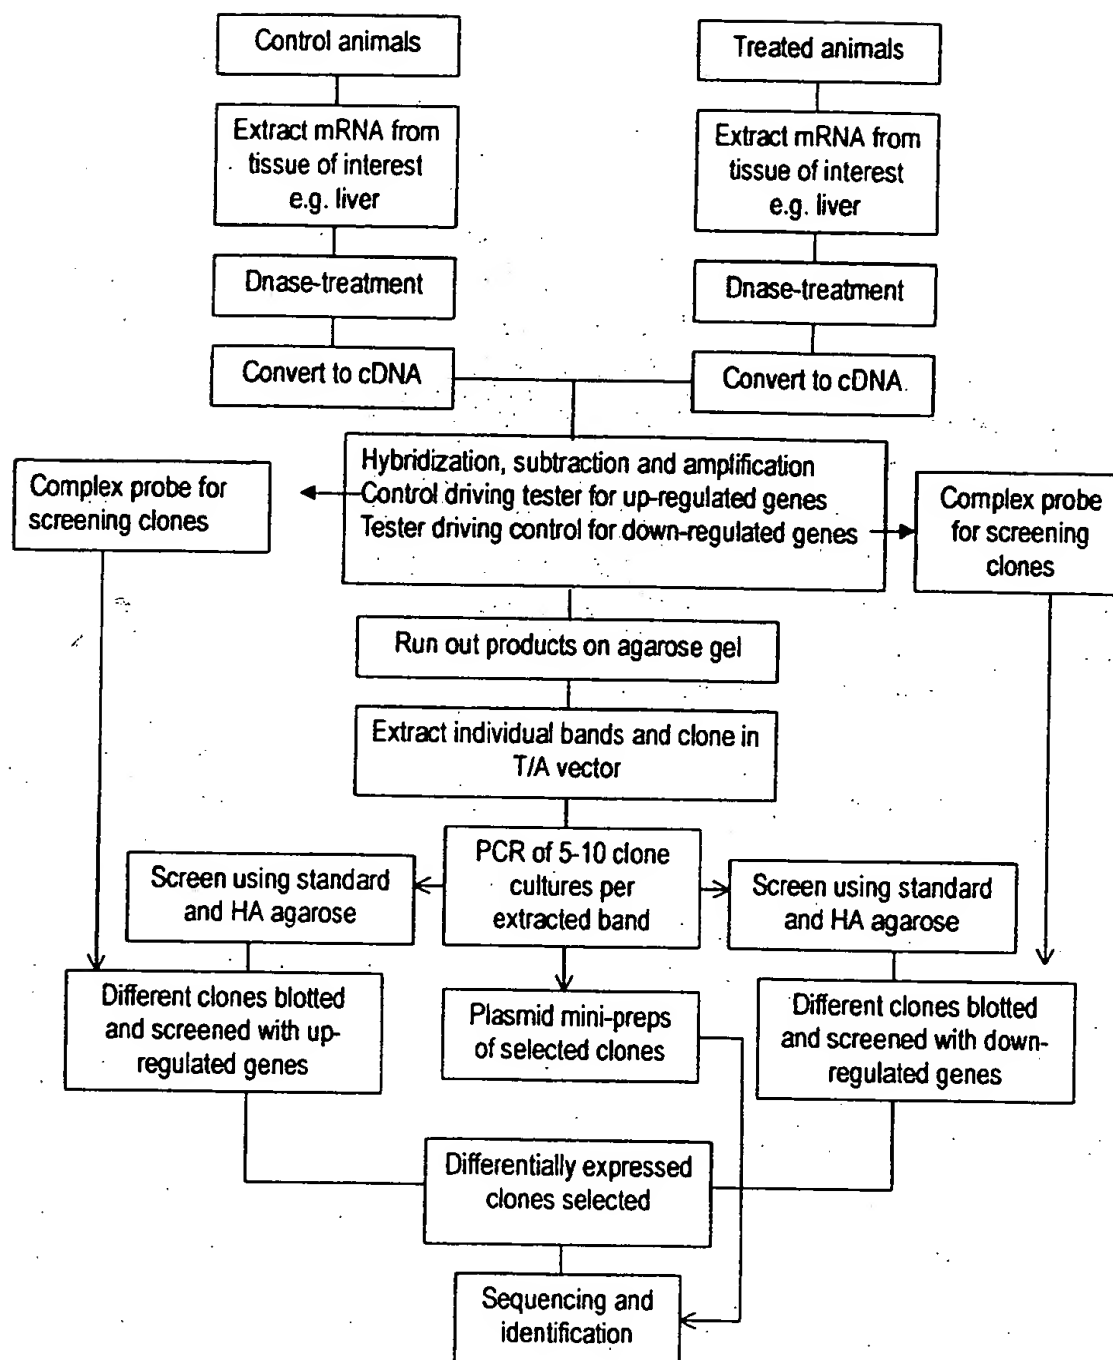 Control animals
Treated animals
Extract mRNA from
tissue of interest
e.g. liver
Extract mRNA from
tissue of interest
e.g. liver
Dnase-treatment
Dnase-treatment
Convert to cDNA
Convert to cDNA.
Hybridization, subtraction and amplification
Control driving tester for up-regulated genes
Tester driving control for down-regulated genes
Complex probe for
screening clones
Complex probe
for screening
clones
Run out products on agarose gel
Extract individual bands and clone in
T/A vector
PCR of 5-10 clone
cultures per
extracted band
Screen using standard
and HA agarose
Screen using standard
and HA agarose
Different clones blotted
and screened with up-
regulated genes
Plasmid mini-preps
of selected clones
Different clones blotted
and screened with down-
regulated genes
Differentially expressed
clones selected
Sequencing and
identification